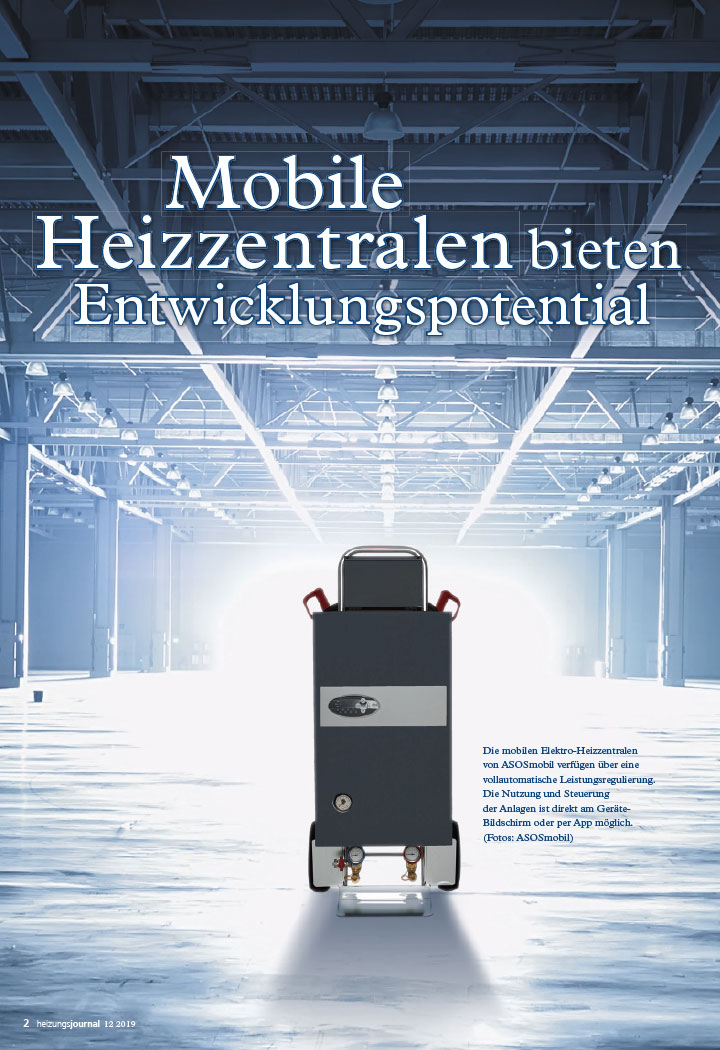 Mobile
Heizzentralen bieten
Entwicklungspotential
Die mobilen Elektro-Heizzentralen
von ASOSmobil verfügen über eine
vollautomatische Leistungsregulierung.
Die Nutzung und Steuerung
der Anlagen ist direkt am Geräte-
Bildschirm oder per App möglich.
(Fotos: ASOSmobil)
2 heizungsjournal 12 2019